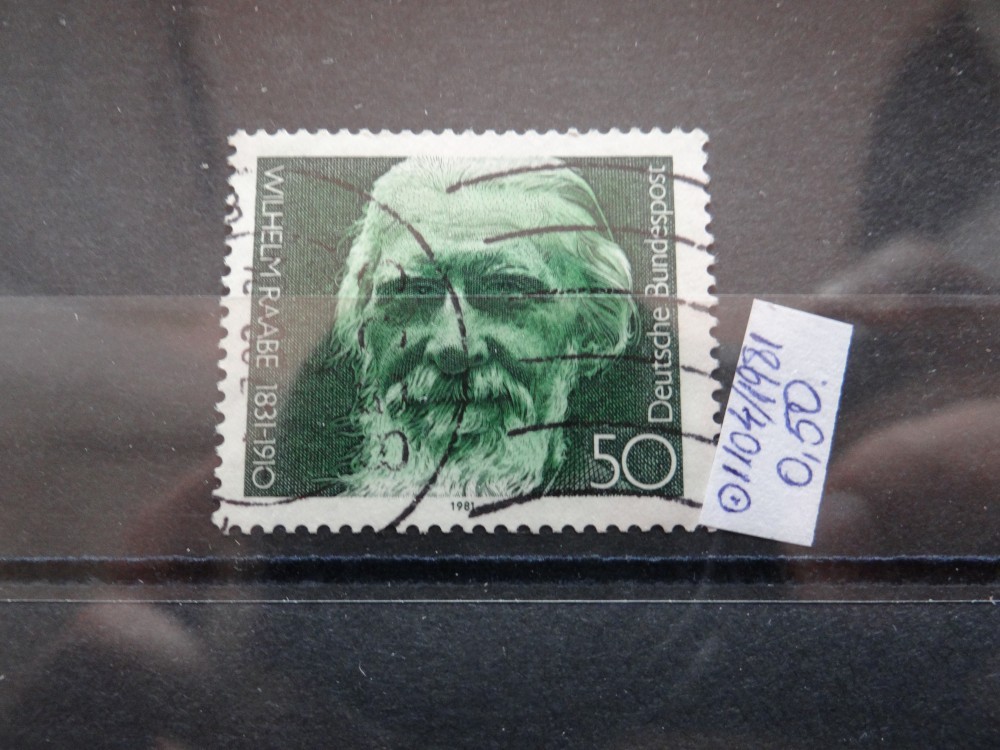 WILHELM RAABE 1831-1910
Deutsche Bundespost
50
1981
⊙1104/1981
0,50.